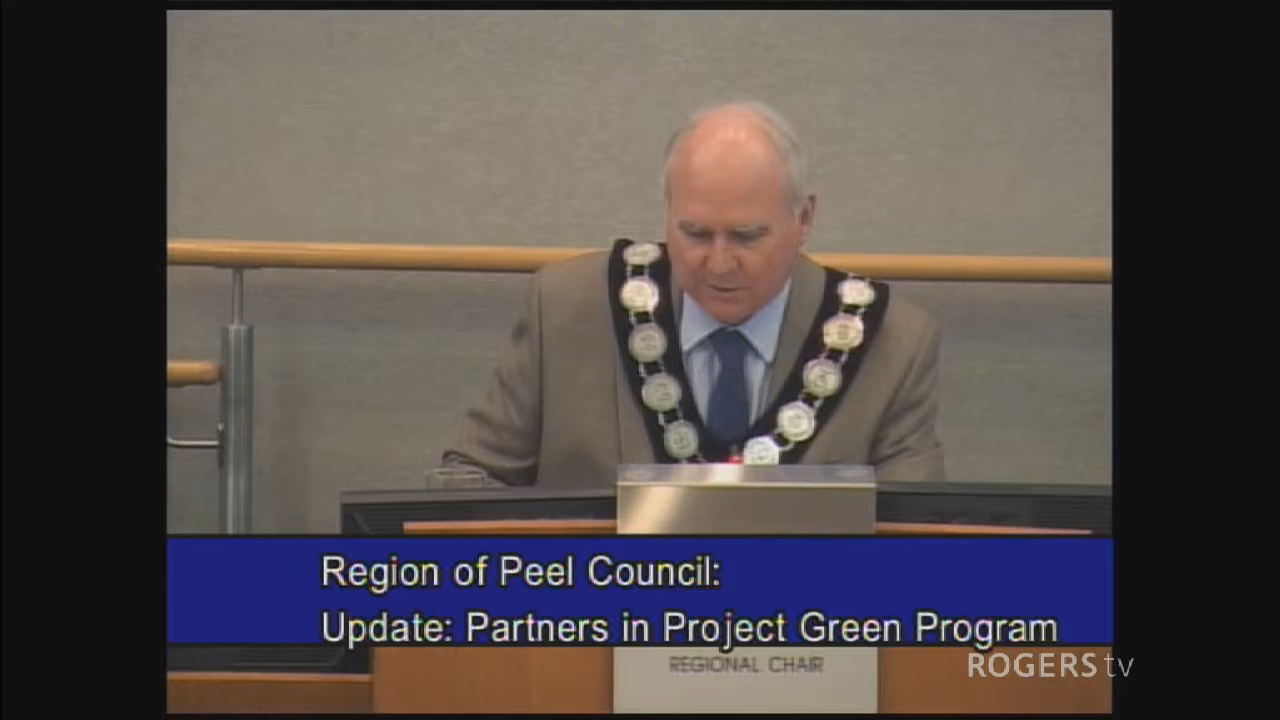 Region of Peel Council:
Update: Partners in Project Green Program
REGIONAL CHAIR
ROGERS tv